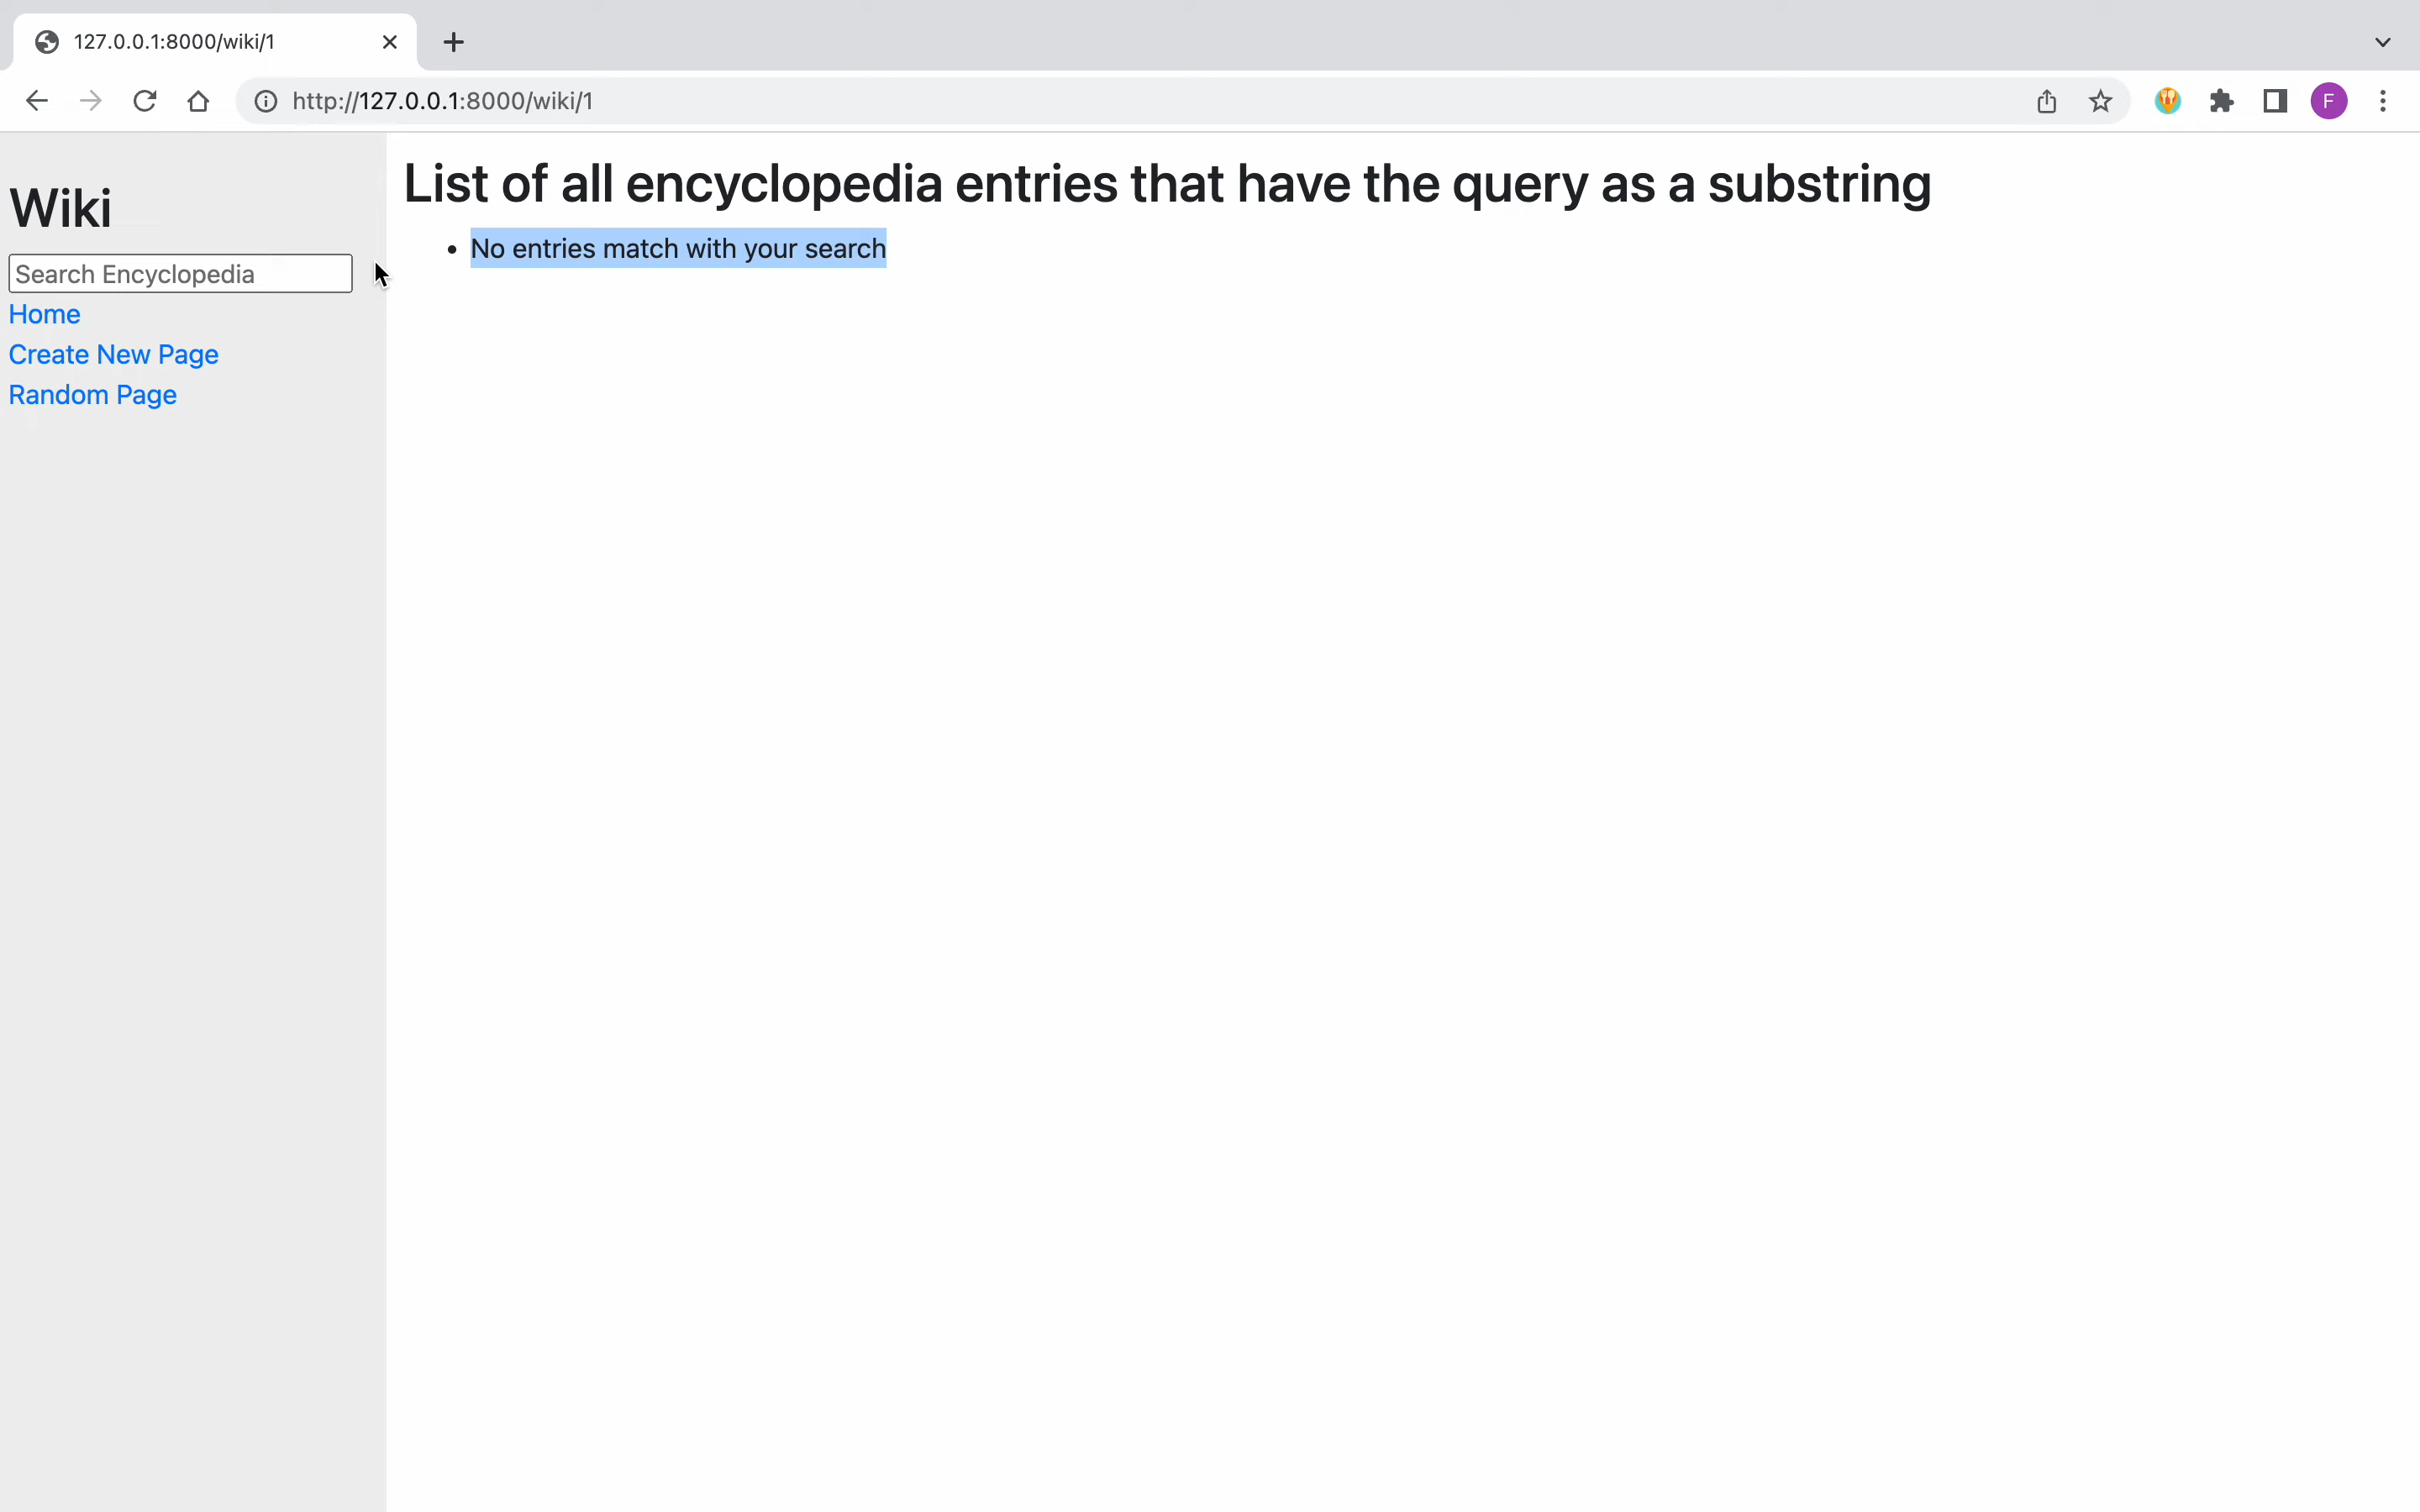 127.0.0.1:8000/wiki/1
http://127.0.0.1:8000/wiki/1
F
Wiki
Search Encyclopedia
Home
Create New Page
Random Page
List of all encyclopedia entries that have the query as a substring
No entries match with your search